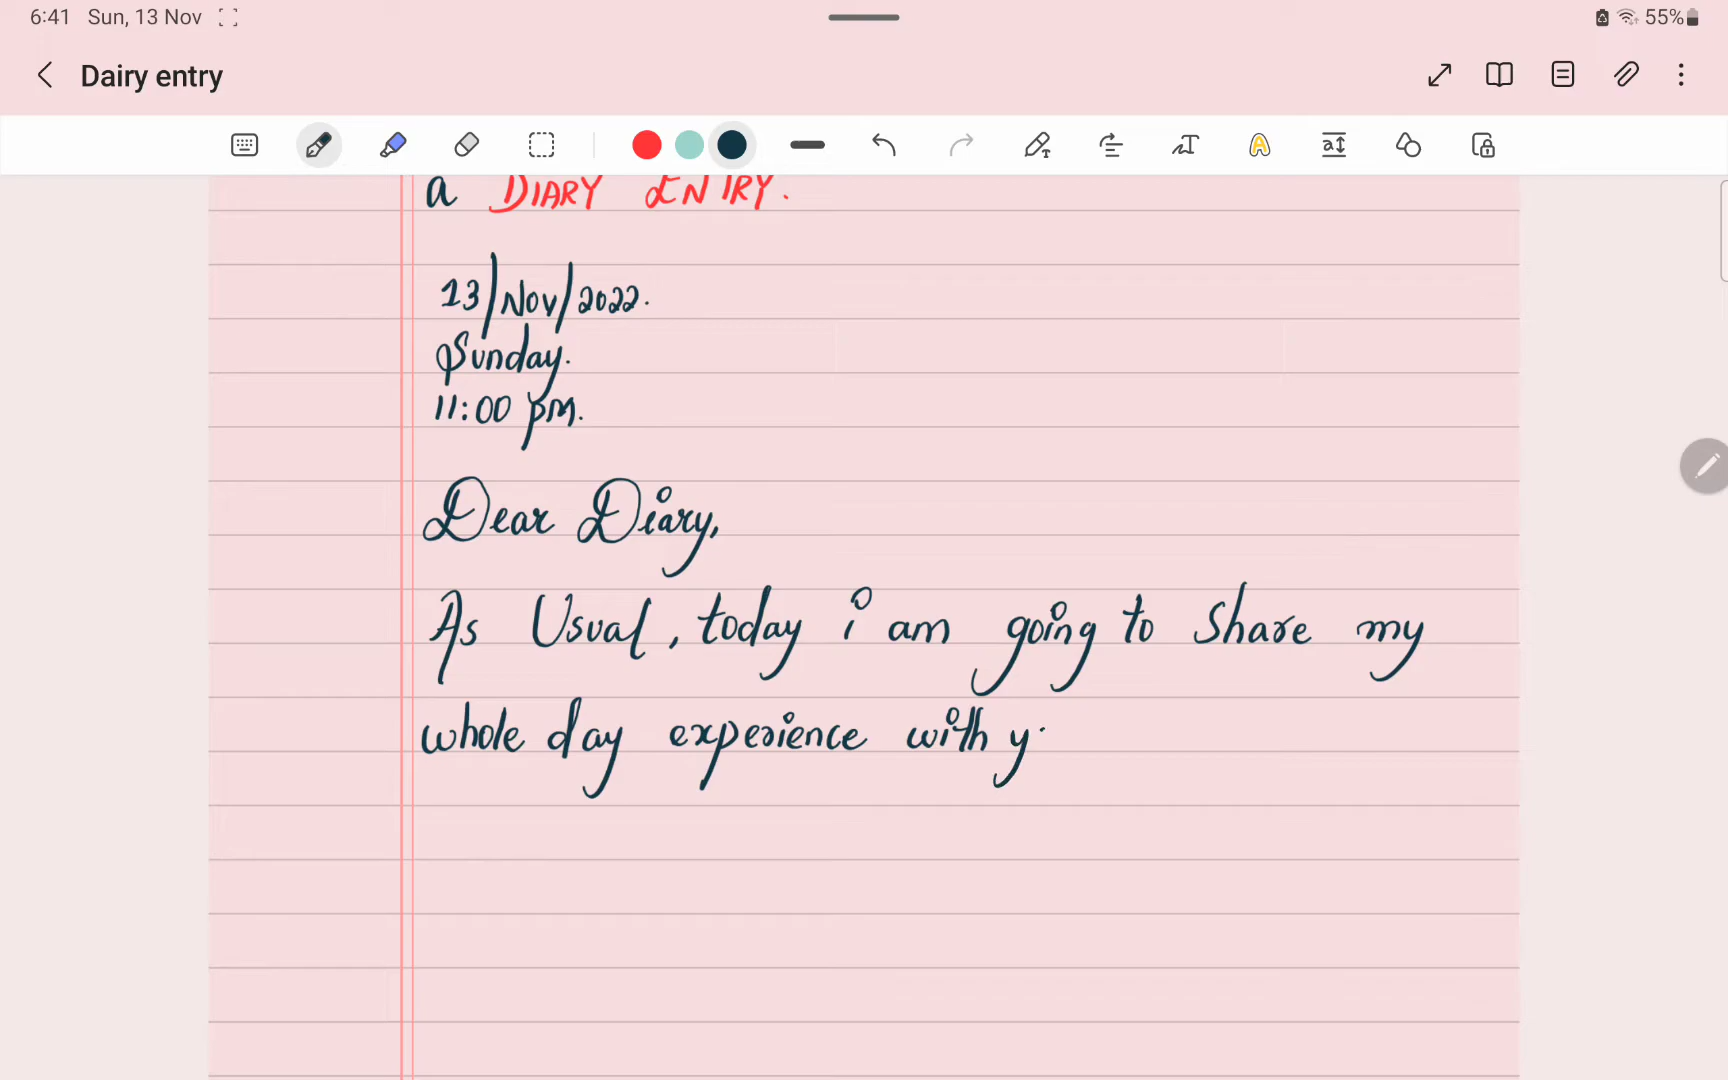 6:41 Sun, 13 Nov 55%
Dairy entry
a DIARY ENTRY.
13/Nov/2022.
Sunday.
11:00 pm.
Dear Diary,
As Usual, today i am going to Share my
whole day experience with y